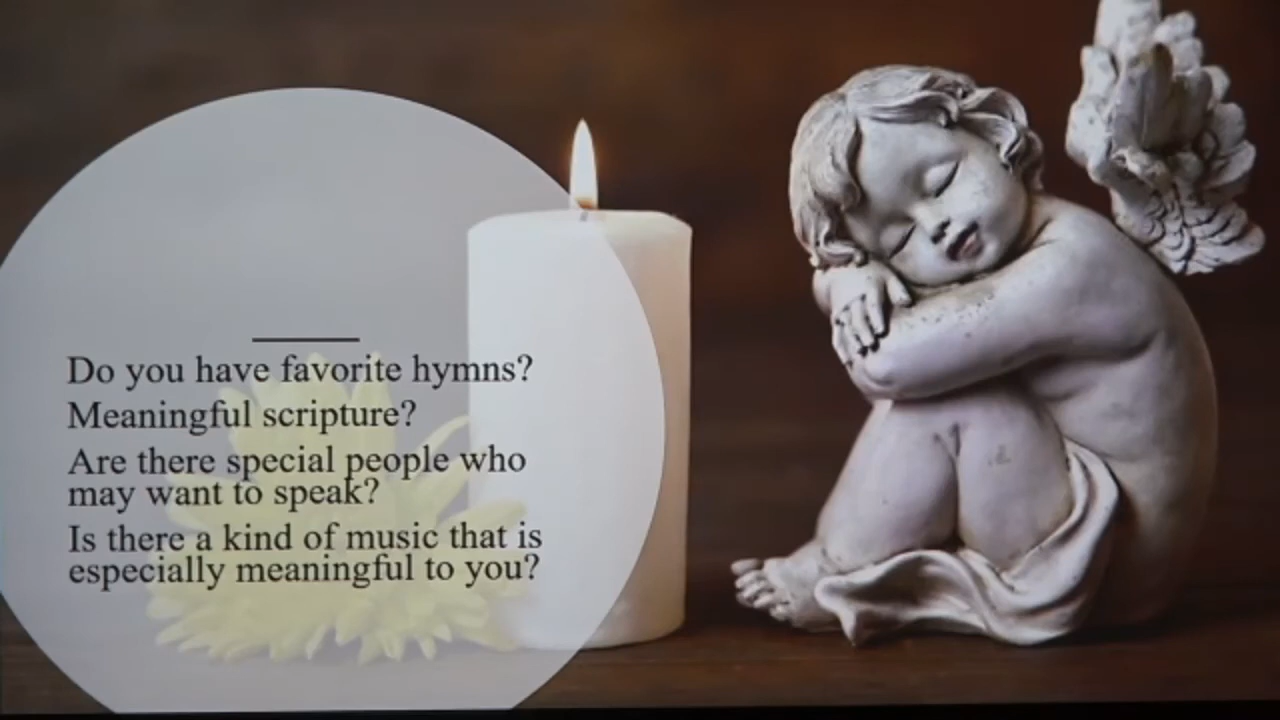 Do you have favorite hymns?
Meaningful scripture?
Are there special people who
may want to speak?
Is there a kind of music that is
especially meaningful to you?